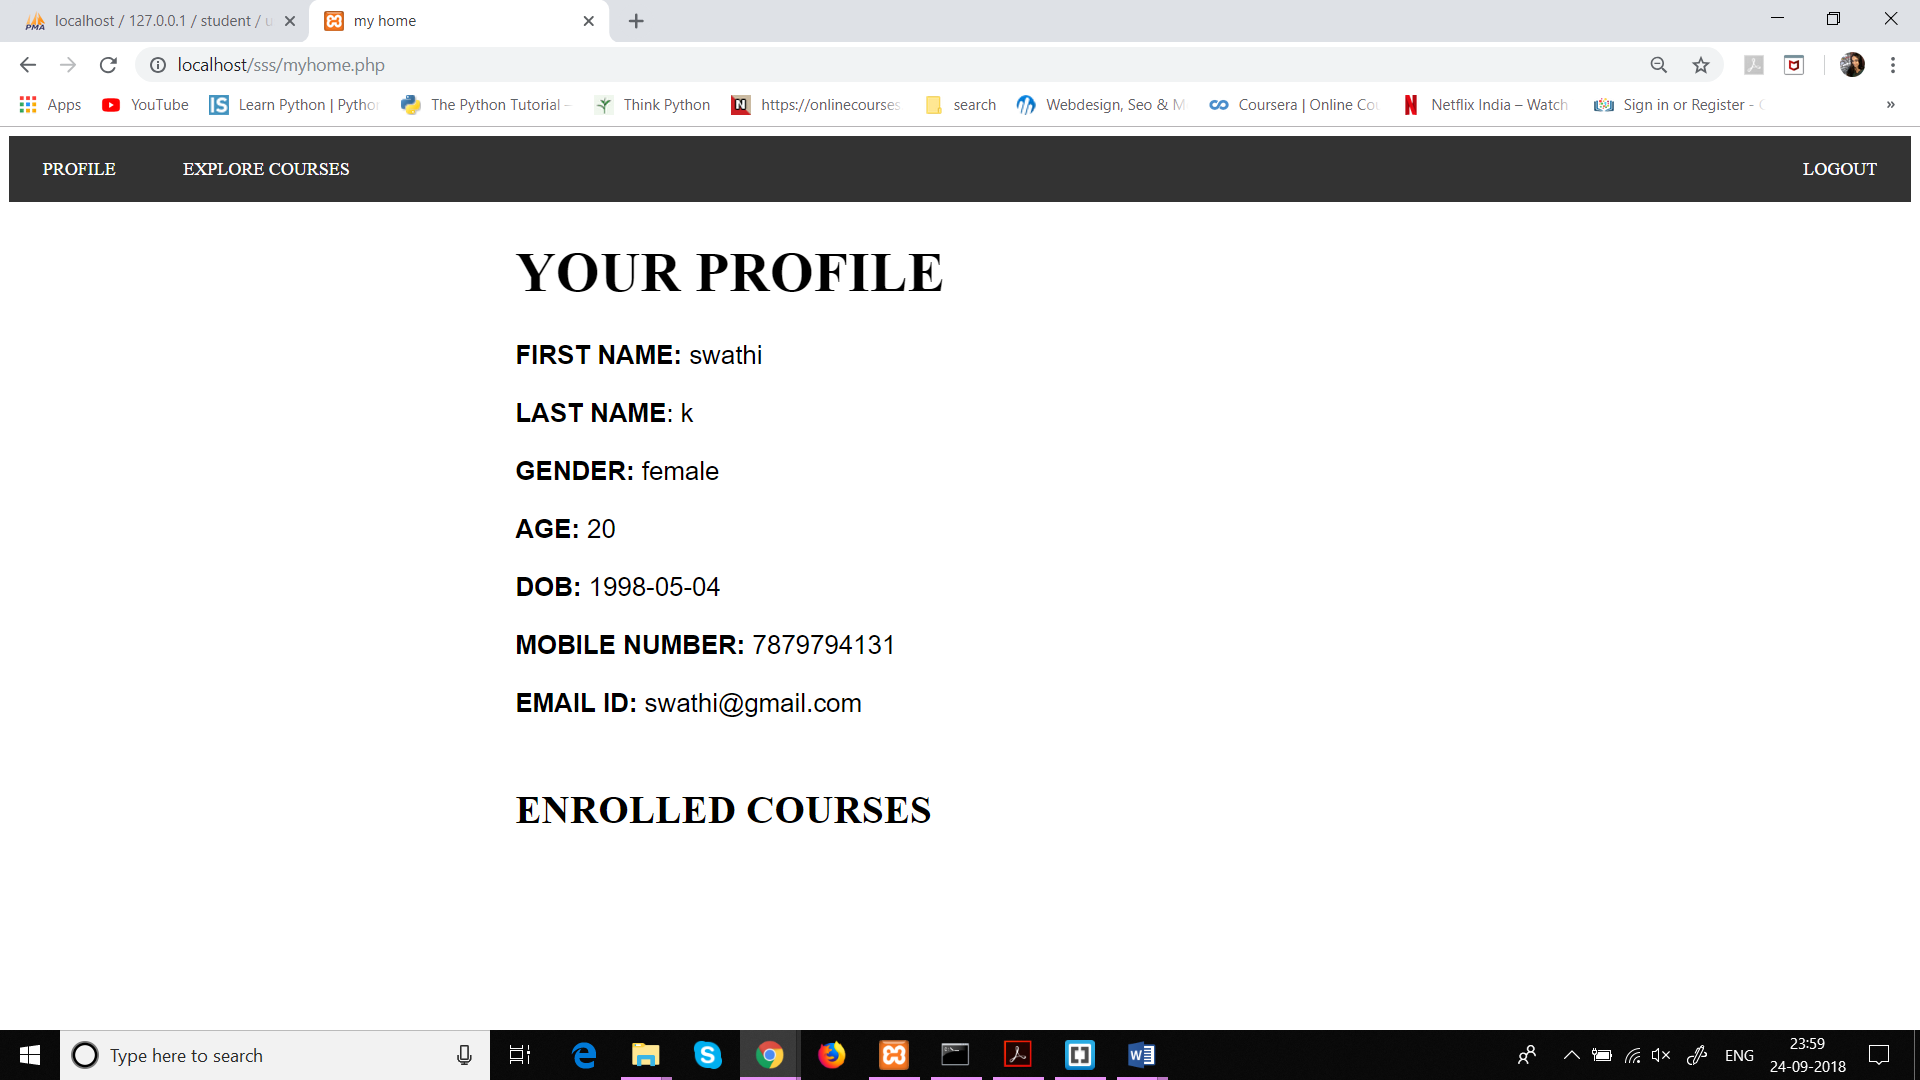 localhost / 127.0.0.1 / student / u
my home
localhost/sss/myhome.php
Apps YouTube Learn Python | Pytho The Python Tutorial – Think Python https://onlinecourses search Webdesign, Seo & M Coursera | Online Co Netflix India – Watch Sign in or Register - »
PROFILE EXPLORE COURSES LOGOUT
YOUR PROFILE
FIRST NAME: swathi
LAST NAME: k
GENDER: female
AGE: 20
DOB: 1998-05-04
MOBILE NUMBER: 7879794131
EMAIL ID: swathi@gmail.com
ENROLLED COURSES
Type here to search
ENG
23:59
24-09-2018